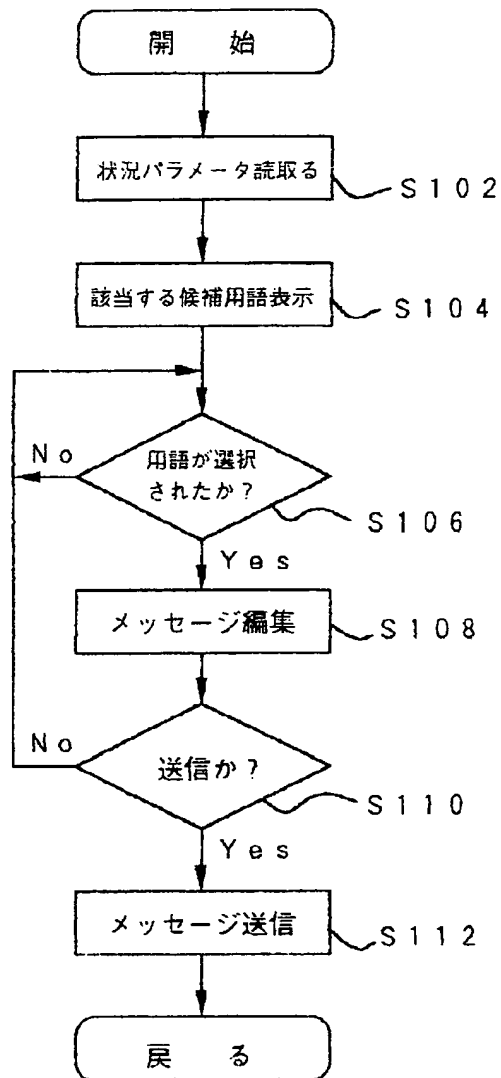 開始
状況パラメータ読取る
S102
該当する候補用語表示
S104
No
用語が選択
されたか？
S106
Yes
メッセージ編集
S108
No
送信か？
S110
Yes
メッセージ送信
S112
戻る